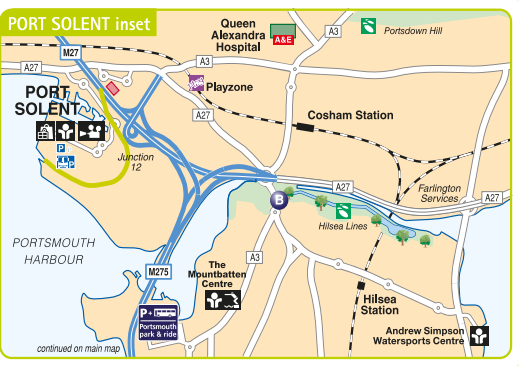 PORT SOLENT inset
Queen
Alexandra
Hospital
A&E
A3
Portsdown Hill
M27
A27
A3
PORT
SOLENT
Playzone
A27
Cosham Station
P
P
Junction
12
A27
Farlington
Services
A27
B
Hilsea Lines
PORTSMOUTH
HARBOUR
M275
The
Mountbatten
Centre
A3
P+
Portsmouth
park & ride
Hilsea
Station
Andrew Simpson
Watersports Centre
continued on main map